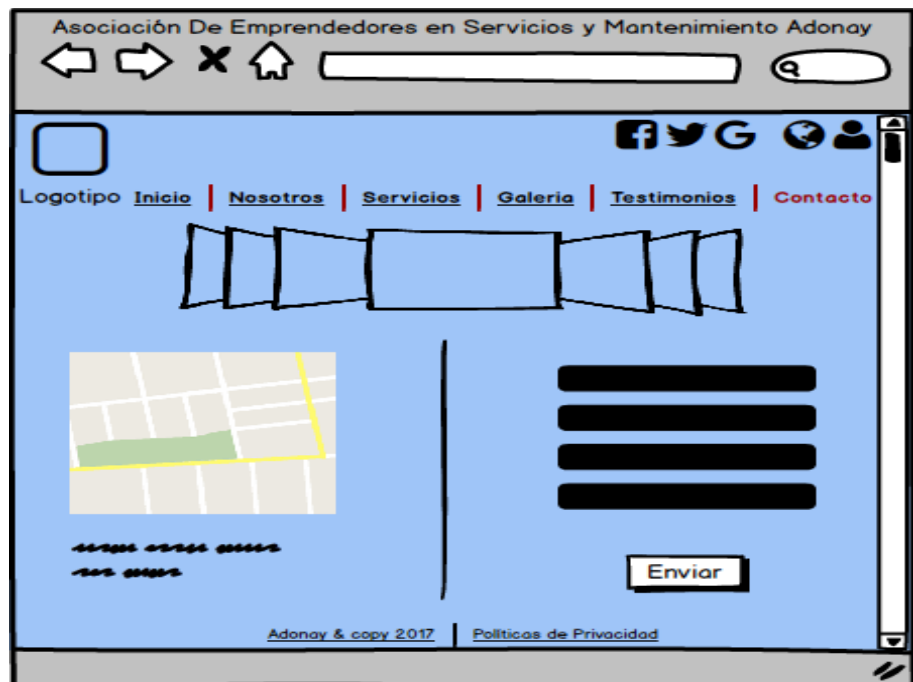 Asociación De Emprendedores en Servicios y Mantenimiento Adonay
Logotipo Inicio Nosotros Servicios Galeria Testimonios Contacto
Enviar
Adonay & copy 2017 Políticas de Privacidad